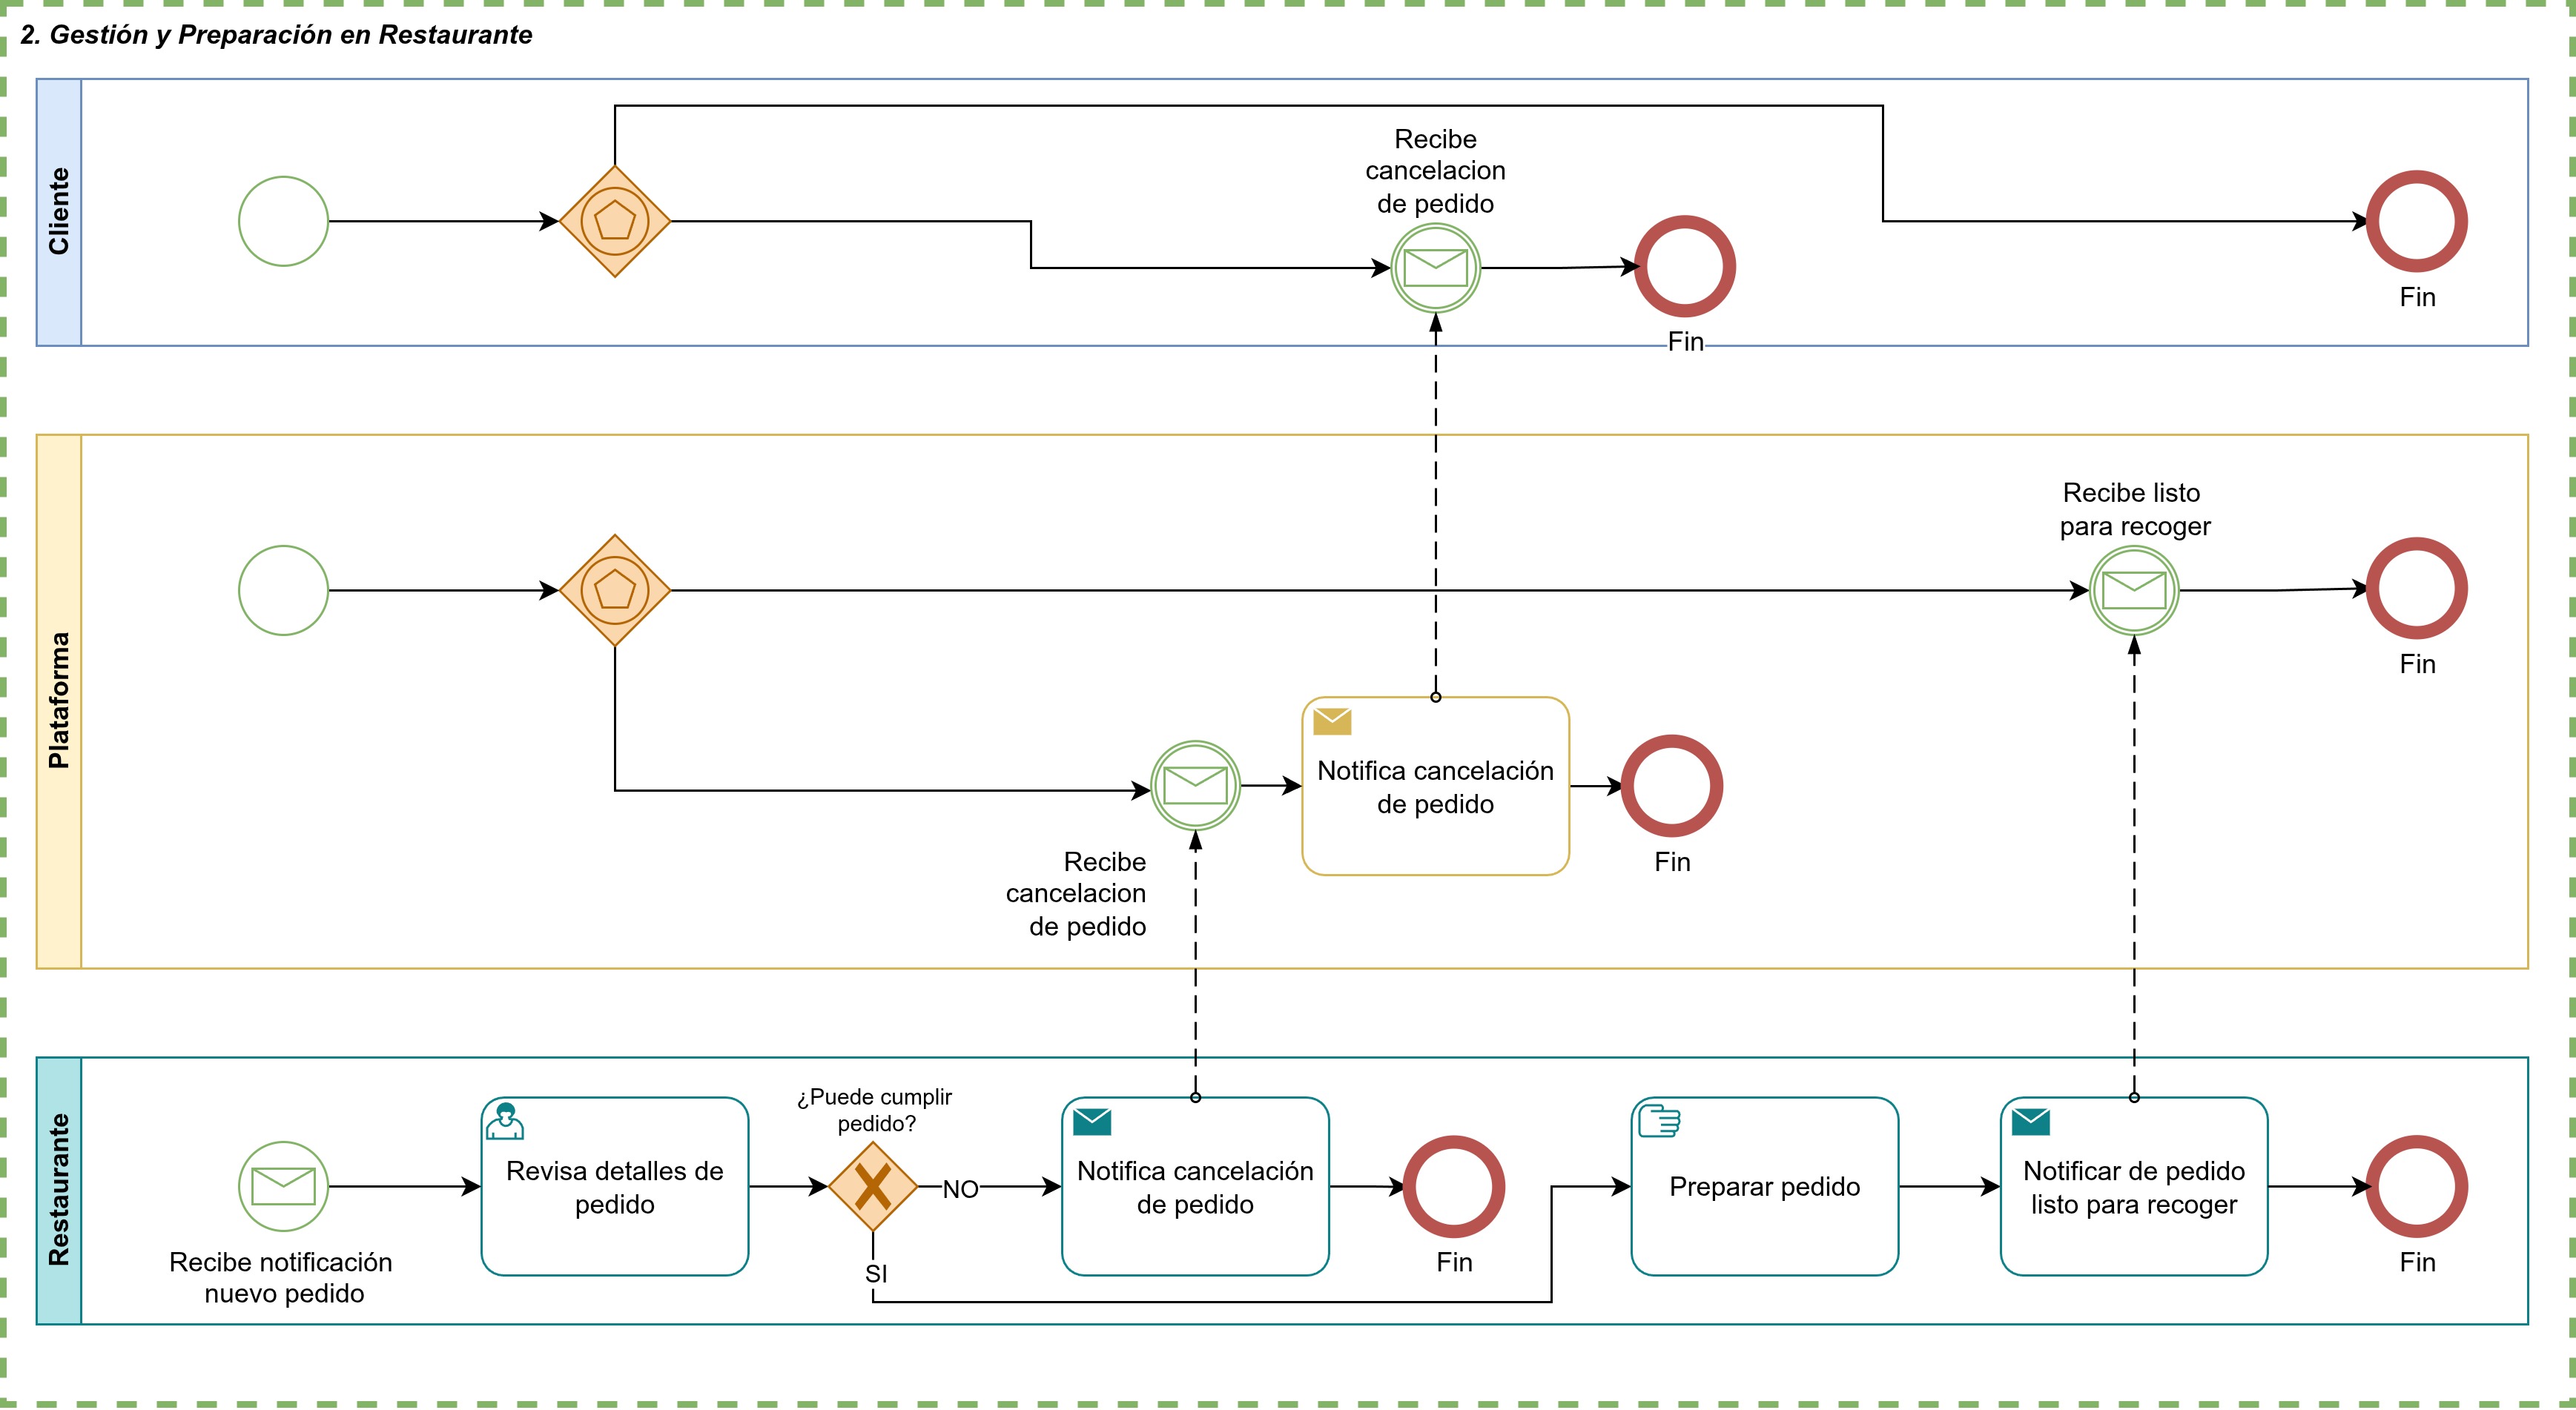 2. Gestión y Preparación en Restaurante
Cliente
Recibe
cancelacion
de pedido
Fin
Fin
Plataforma
Recibe listo
para recoger
Fin
Notifica cancelación
de pedido
Fin
Recibe
cancelacion
de pedido
Restaurante
Recibe notificación
nuevo pedido
Revisa detalles de
pedido
¿Puede cumplir
pedido?
NO
SI
Notifica cancelación
de pedido
Fin
Preparar pedido
Notificar de pedido
listo para recoger
Fin